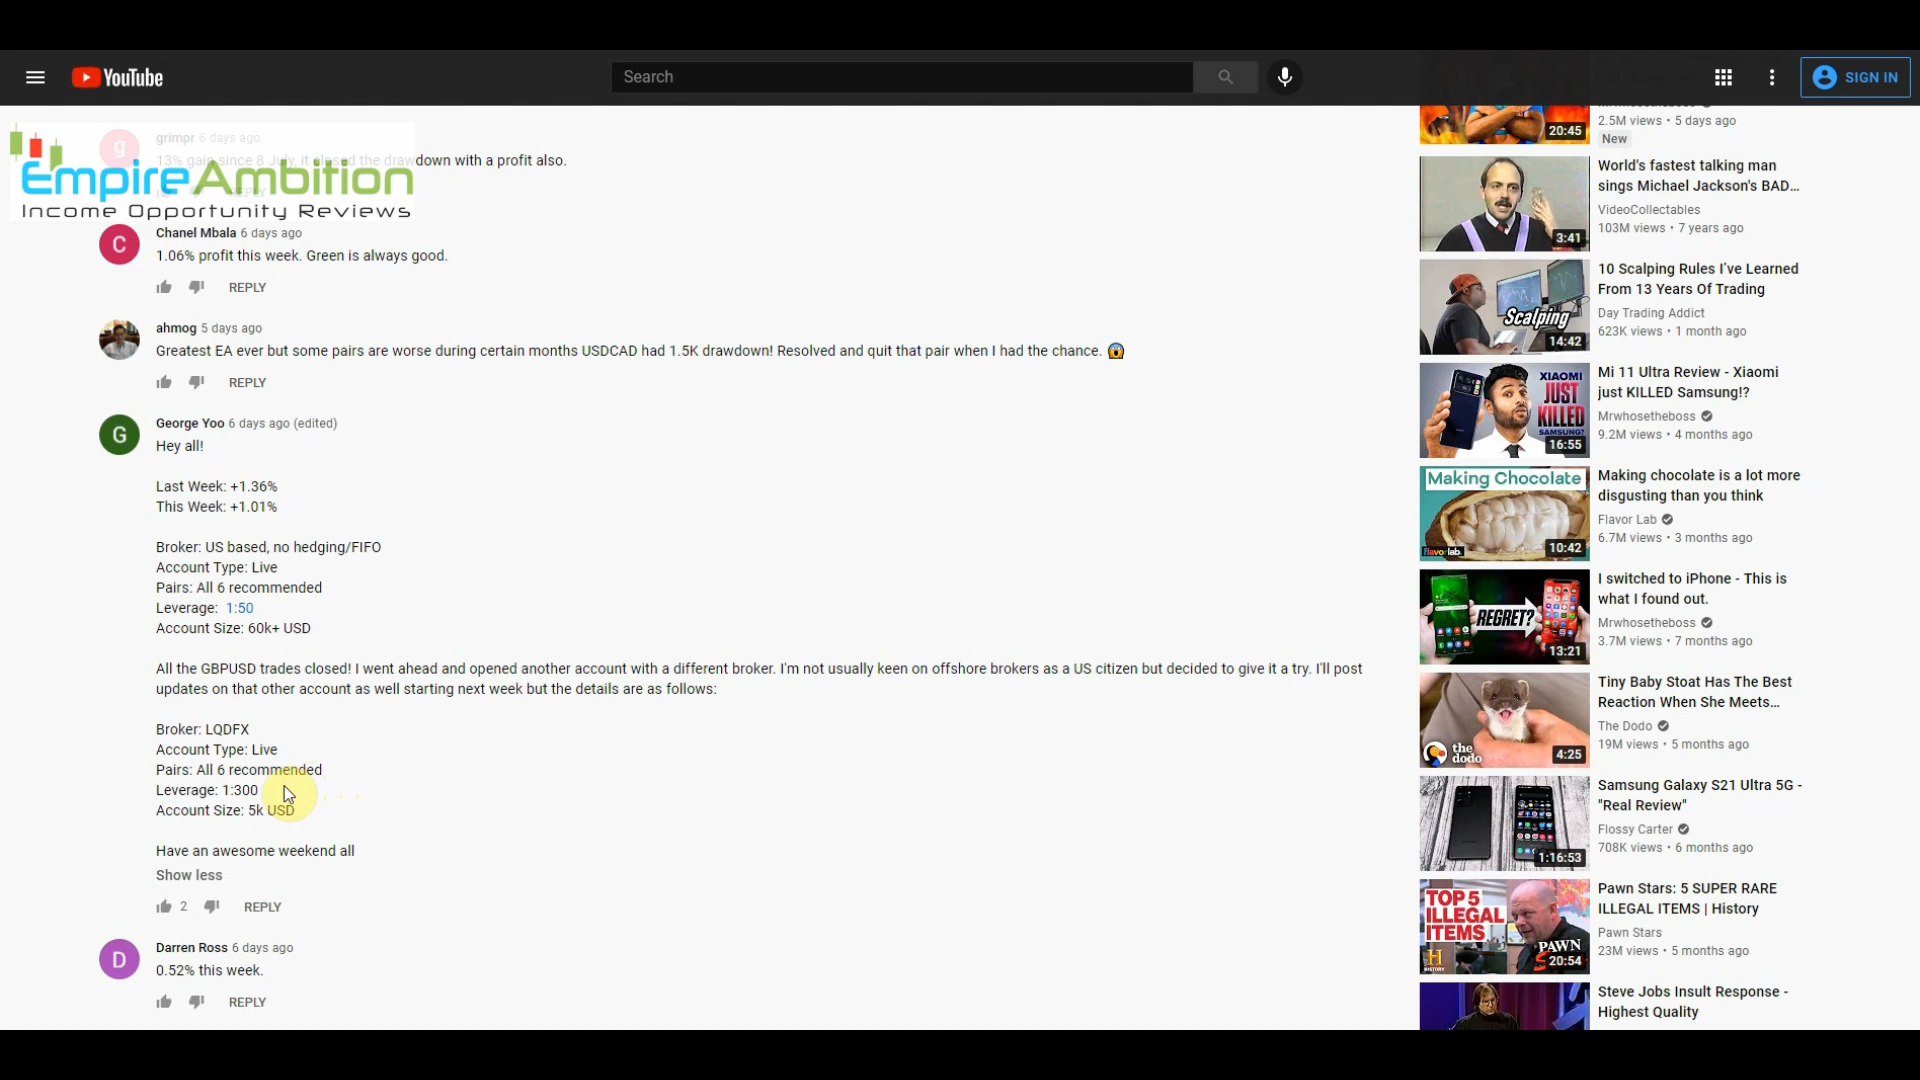 YouTube
Search
SIGN IN
grimpr 6 days ago
13% gain since 8 July, it closed the drawdown with a profit also.
REPLY
EmpireAmbition
Income Opportunity Reviews
Chanel Mbala 6 days ago
1.06% profit this week. Green is always good.
REPLY
ahmog 5 days ago
Greatest EA ever but some pairs are worse during certain months USDCAD had 1.5K drawdown! Resolved and quit that pair when I had the chance. 😱
REPLY
George Yoo 6 days ago (edited)
Hey all!
Last Week: +1.36%
This Week: +1.01%
Broker: US based, no hedging/FIFO
Account Type: Live
Pairs: All 6 recommended
Leverage: 1:50
Account Size: 60k+ USD
All the GBPUSD trades closed! I went ahead and opened another account with a different broker. I'm not usually keen on offshore brokers as a US citizen but decided to give it a try. I'll post
updates on that other account as well starting next week but the details are as follows:
Broker: LQDFX
Account Type: Live
Pairs: All 6 recommended
Leverage: 1:300
Account Size: 5k USD
Have an awesome weekend all
Show less
2 REPLY
Darren Ross 6 days ago
0.52% this week.
REPLY
20:45
2.5M views • 5 days ago
New
3:41
World's fastest talking man
sings Michael Jackson's BAD...
VideoCollectables
103M views • 7 years ago
Scalping
14:42
10 Scalping Rules I've Learned
From 13 Years Of Trading
Day Trading Addict
623K views • 1 month ago
XIAOMI
JUST
KILLED
SAMSUNG?
16:55
Mi 11 Ultra Review - Xiaomi
just KILLED Samsung!?
Mrwhosetheboss
9.2M views • 4 months ago
Making Chocolate
flavorlab.
10:42
Making chocolate is a lot more
disgusting than you think
Flavor Lab
6.7M views • 3 months ago
REGRET?
13:21
I switched to iPhone - This is
what I found out.
Mrwhosetheboss
3.7M views • 7 months ago
the
dodo
4:25
Tiny Baby Stoat Has The Best
Reaction When She Meets...
The Dodo
19M views • 5 months ago
1:16:53
Samsung Galaxy S21 Ultra 5G -
"Real Review"
Flossy Carter
708K views • 6 months ago
TOP 5
ILLEGAL
ITEMS
H
HISTORY
PAWN
20:54
Pawn Stars: 5 SUPER RARE
ILLEGAL ITEMS | History
Pawn Stars
23M views • 5 months ago
Steve Jobs Insult Response -
Highest Quality